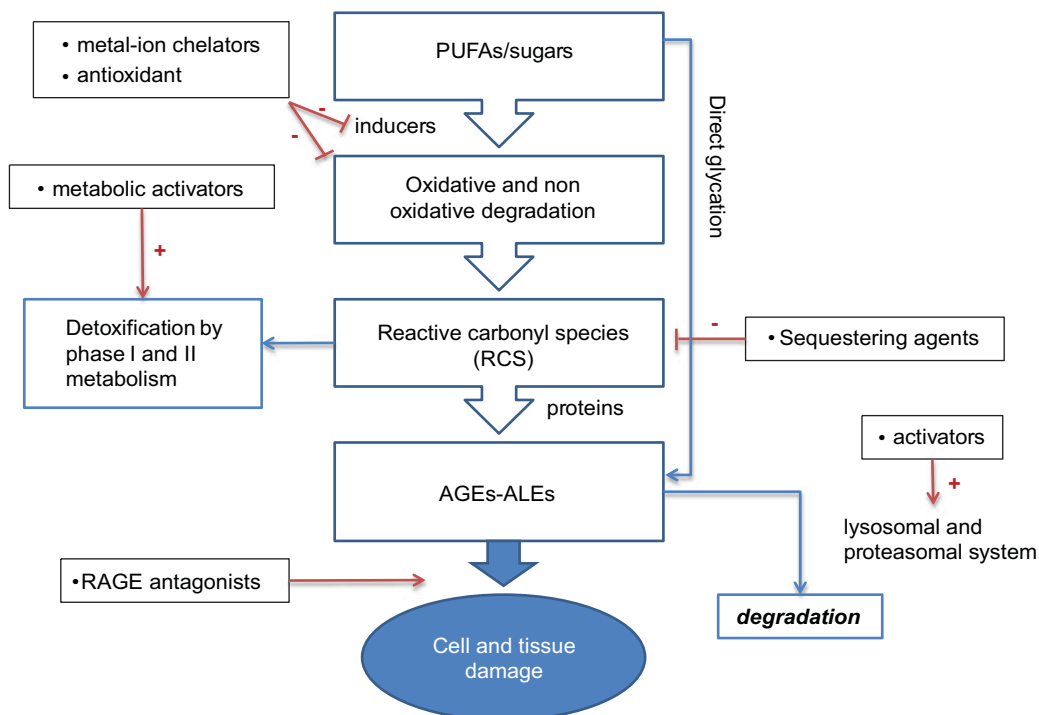 • metal-ion chelators
• antioxidant
PUFAs/sugars
-
-
inducers
Direct glycation
• metabolic activators
+
Oxidative and non
oxidative degradation
Detoxification by
phase I and II
metabolism
Reactive carbonyl species
(RCS)
-
•Sequestering agents
proteins
• activators
+
lysosomal and
proteasomal system
AGEs-ALEs
•RAGE antagonists
degradation
Cell and tissue
damage